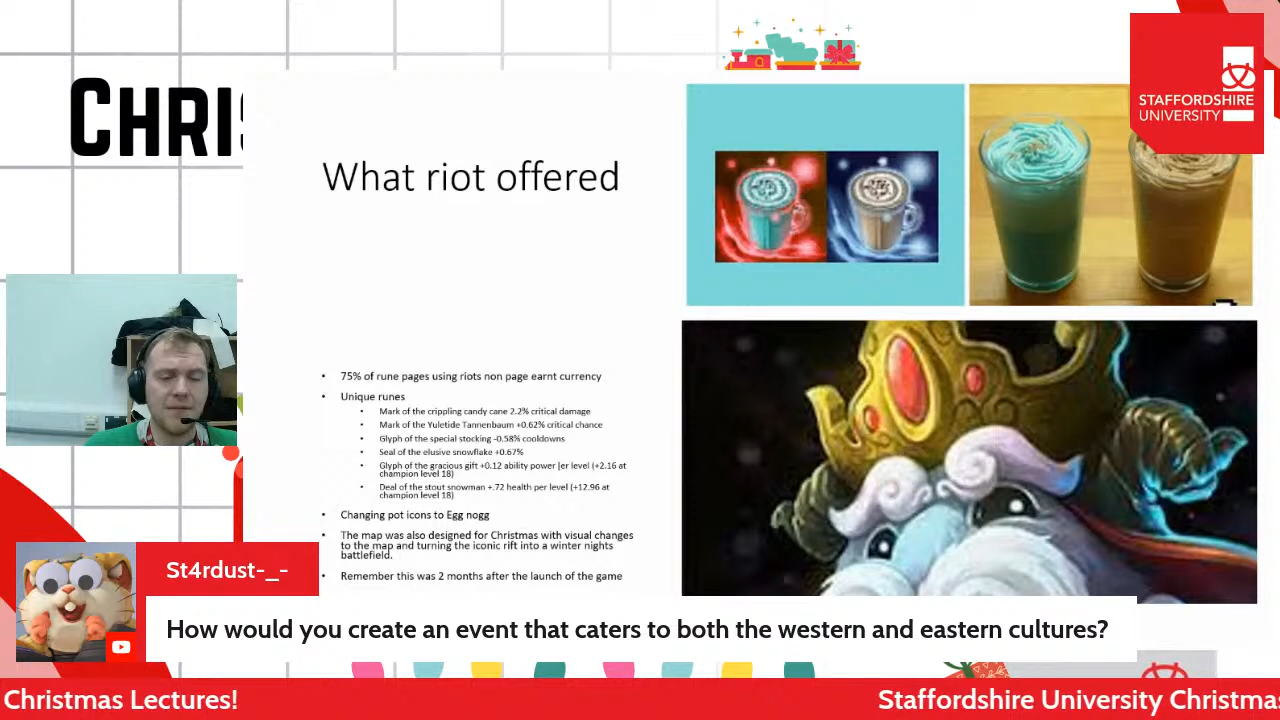 CHRIS
STAFFORDSHIRE
UNIVERSITY
What riot offered
• 75% of rune pages using riots non page earnt currency
• Unique runes
• Mark of the crippling candy cane 2.2% critical damage
• Mark of the Yuletide Tannenbaum +0.62% critical chance
• Glyph of the special stocking -0.58% cooldowns
• Seal of the elusive snowflake +0.67%
• Glyph of the gracious gift +0.12 ability power |er level (+2.16 at
champion level 18)
• Deal of the stout snowman +.72 health per level (+12.96 at
champion level 18)
• Changing pot icons to Egg nogg
• The map was also designed for Christmas with visual changes
to the map and turning the iconic rift into a winter nights
battlefield.
• Remember this was 2 months after the launch of the game
St4rdust-_-
How would you create an event that caters to both the western and eastern cultures?
Christmas Lectures!
Staffordshire University Christmas